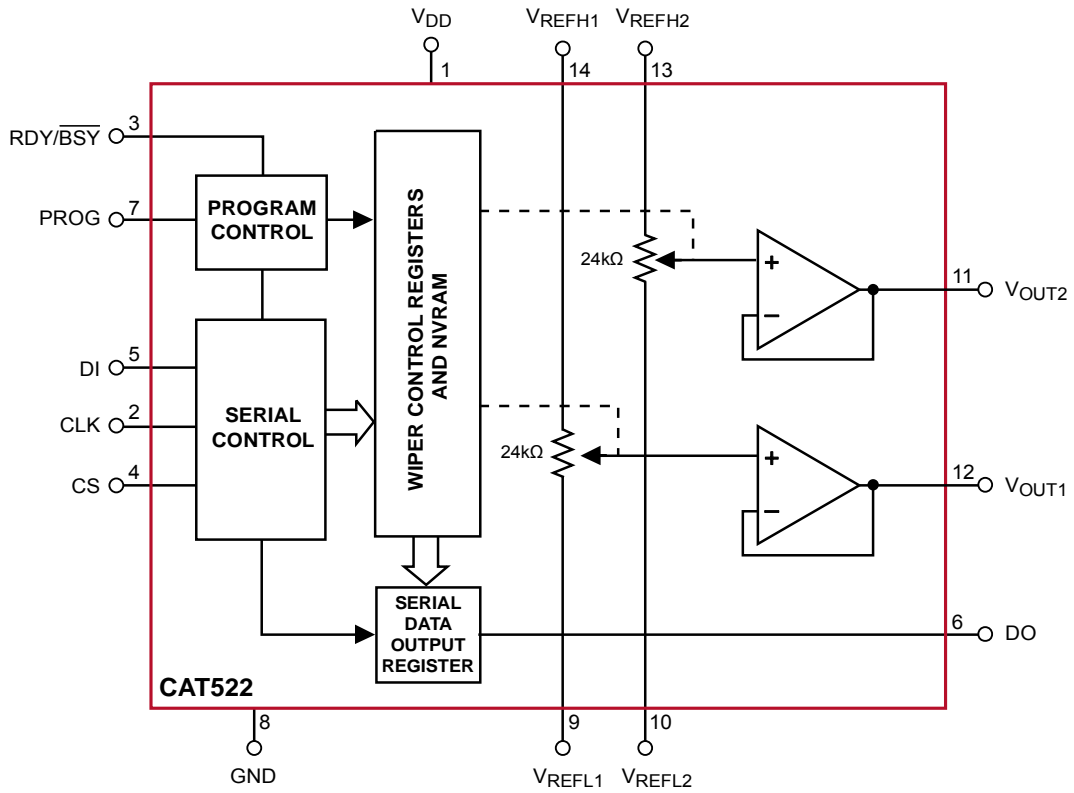 VDD
VREFH1
VREFH2
1
14
13
RDY/BSY
3
PROG
7
PROGRAM
CONTROL
WIPER CONTROL REGISTERS
AND NVRAM
24kΩ
+
−
11
VOUT2
DI
5
CLK
2
CS
4
SERIAL
CONTROL
24kΩ
+
−
12
VOUT1
SERIAL
DATA
OUTPUT
REGISTER
6
DO
CAT522
8
GND
9
10
VREFL1
VREFL2